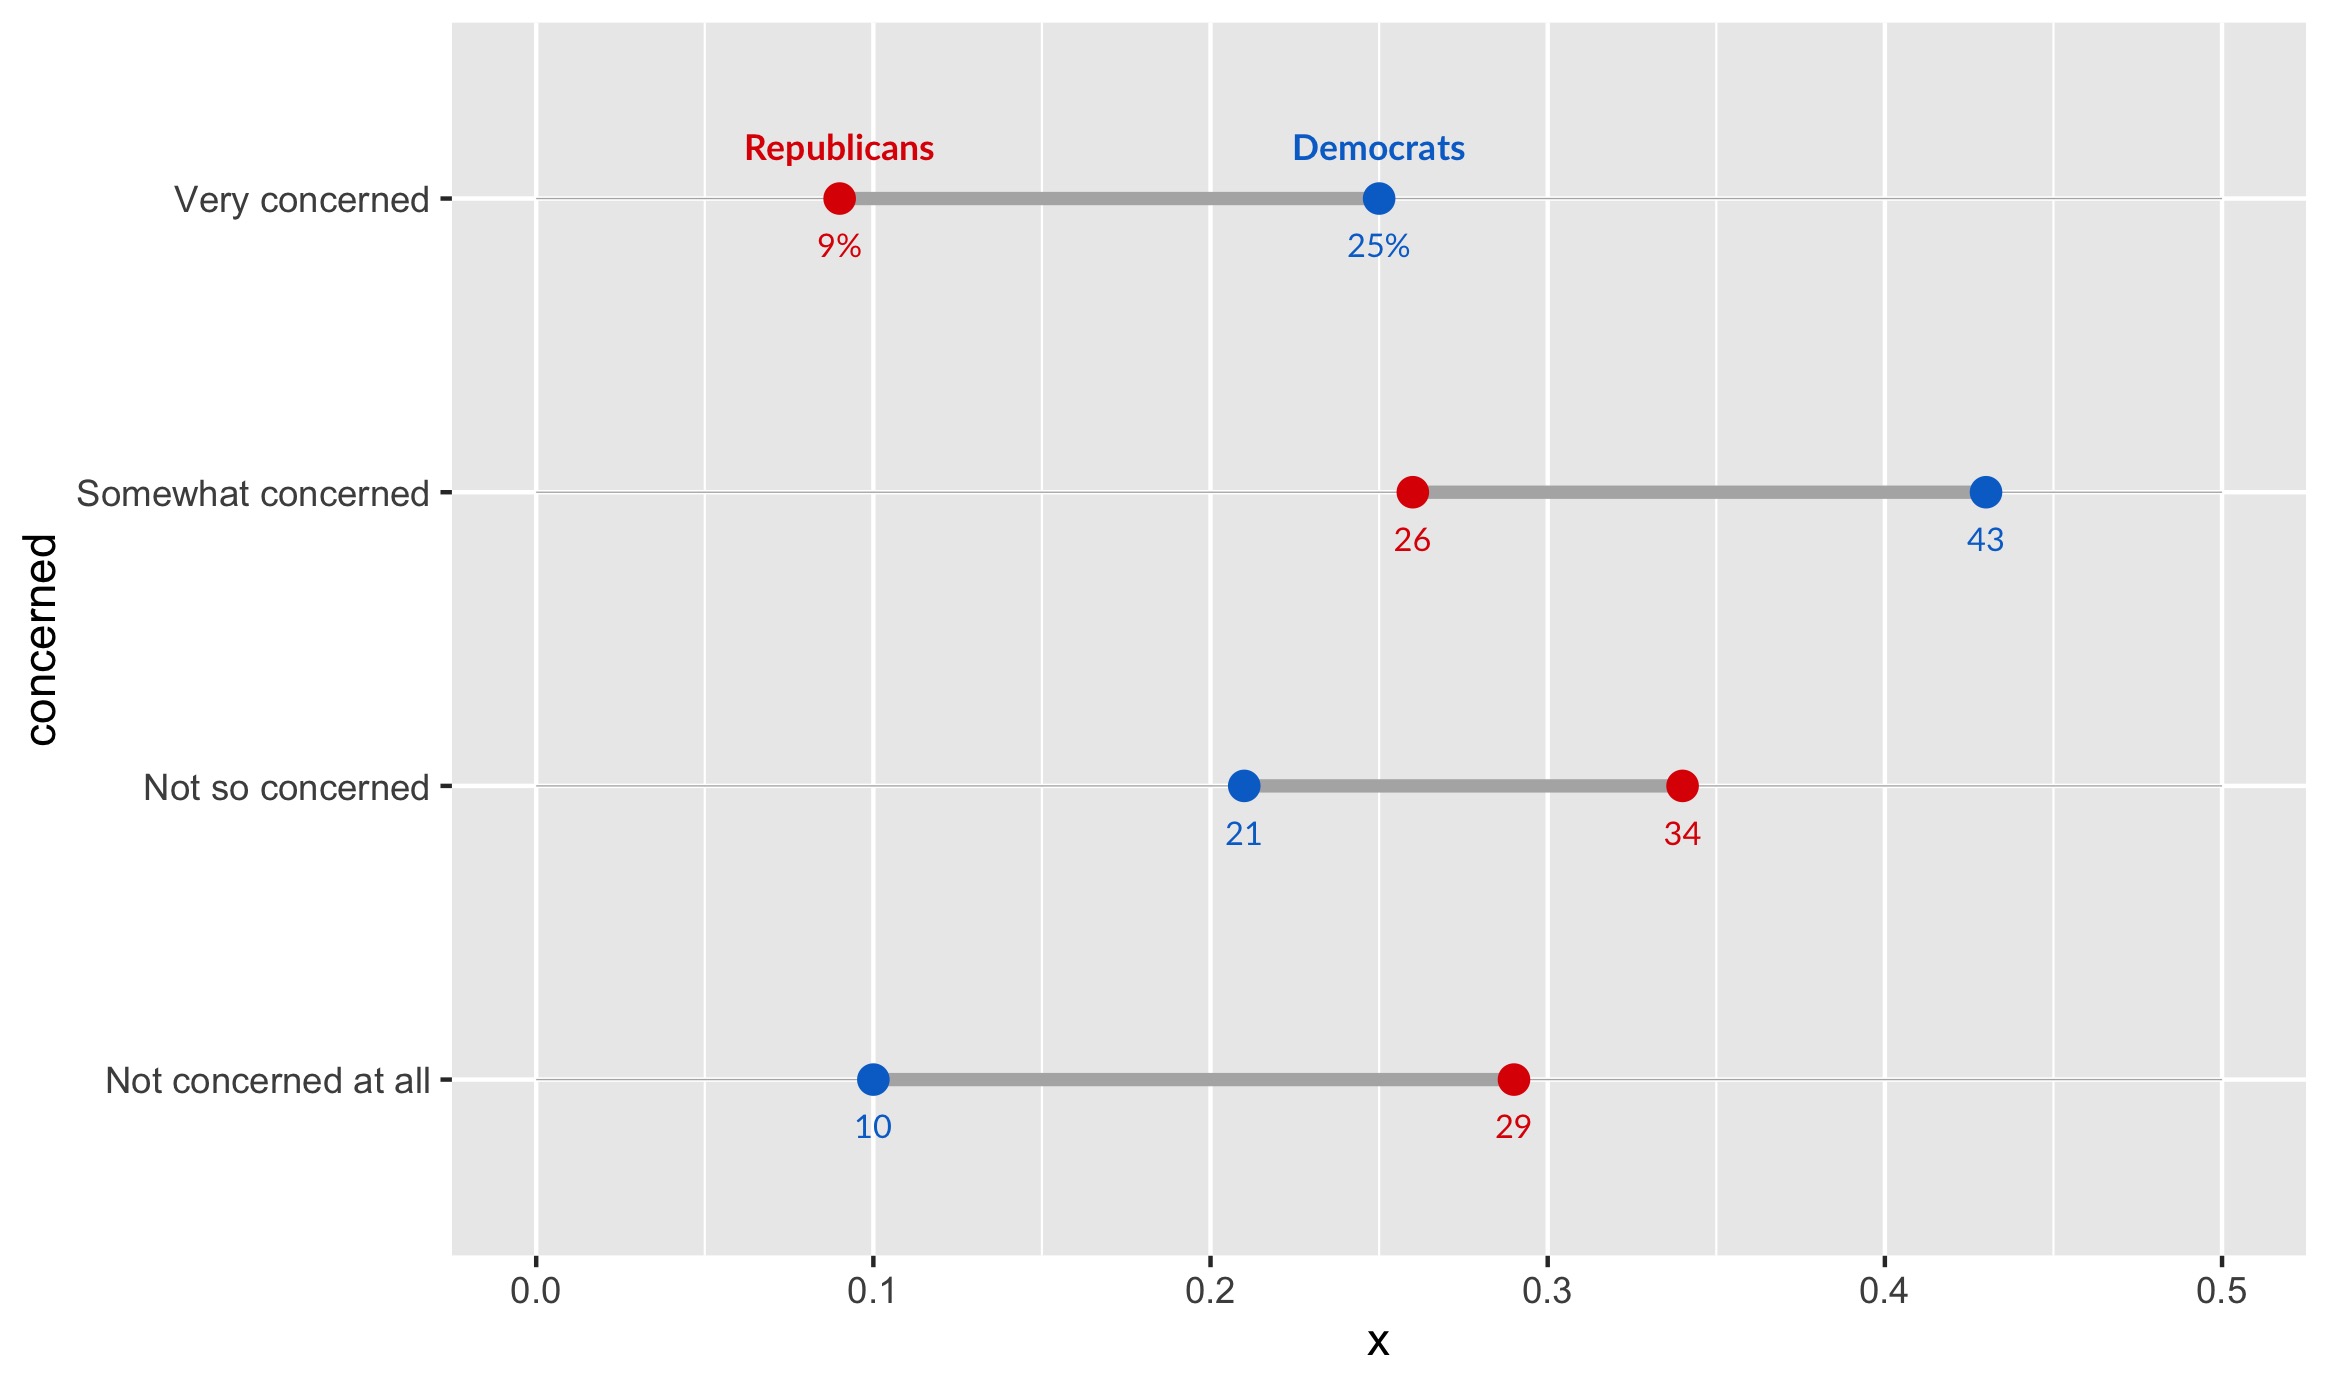 Republicans Democrats
Very concerned
9% 25%
Somewhat concerned
26 43
concerned
Not so concerned
21 34
Not concerned at all
10 29
0.0 0.1 0.2 0.3 0.4 0.5
x